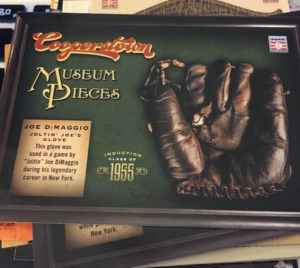 Cooperstown
MUSEUM
PIECES
JOE DiMAGGIO
JOLTIN' JOE'S
GLOVE
This glove was
used in a game by
"Joltin' Joe DiMaggio
during his legendary
career in New York.
INDUCTION
CLASS OF
1955
New York.